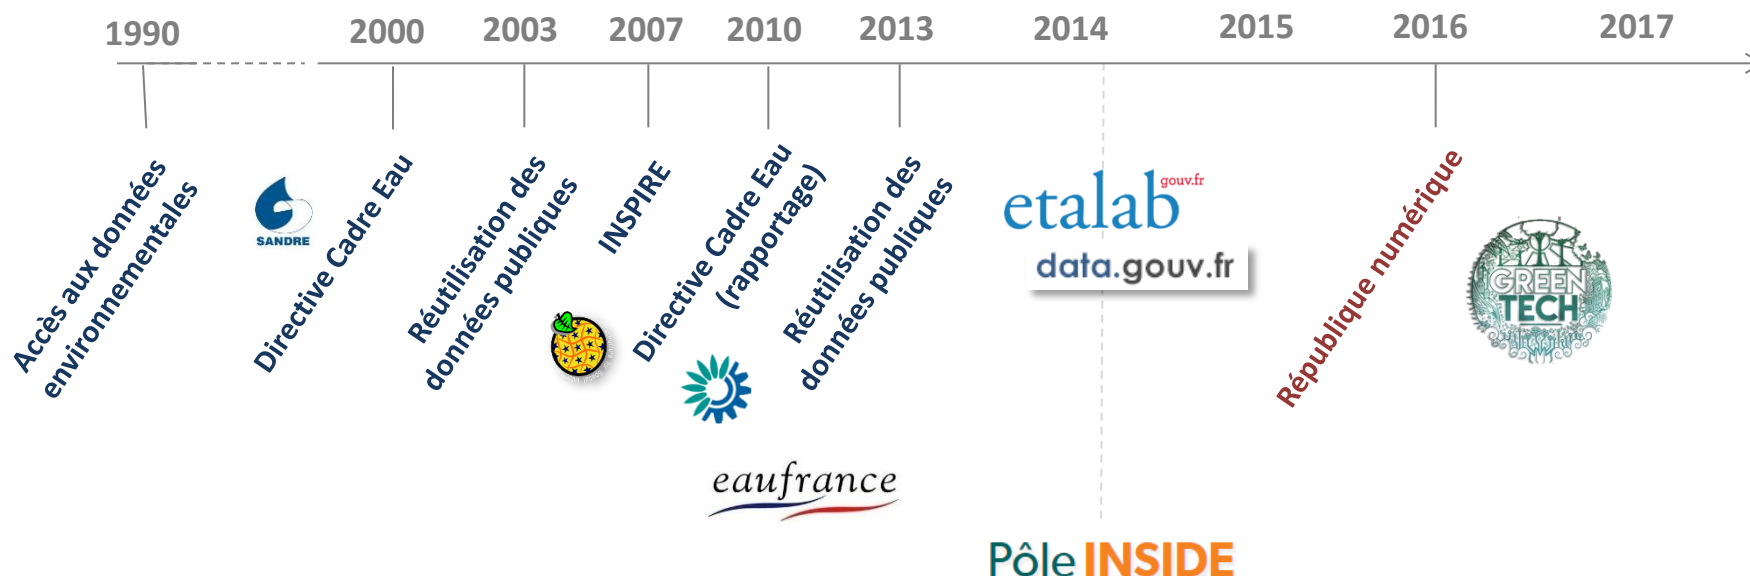 1990 2000 2003 2007 2010 2013 2014 2015 2016 2017
Accès aux données
environnementales
SANDRE
Directive Cadre Eau
Réutilisation des
données publiques
INSPIRE
Directive Cadre Eau
(rapportage)
Réutilisation des
données publiques
etalab
gouv.fr
data.gouv.fr
République numérique
GREEN
TECH
eaufrance
Pôle INSIDE